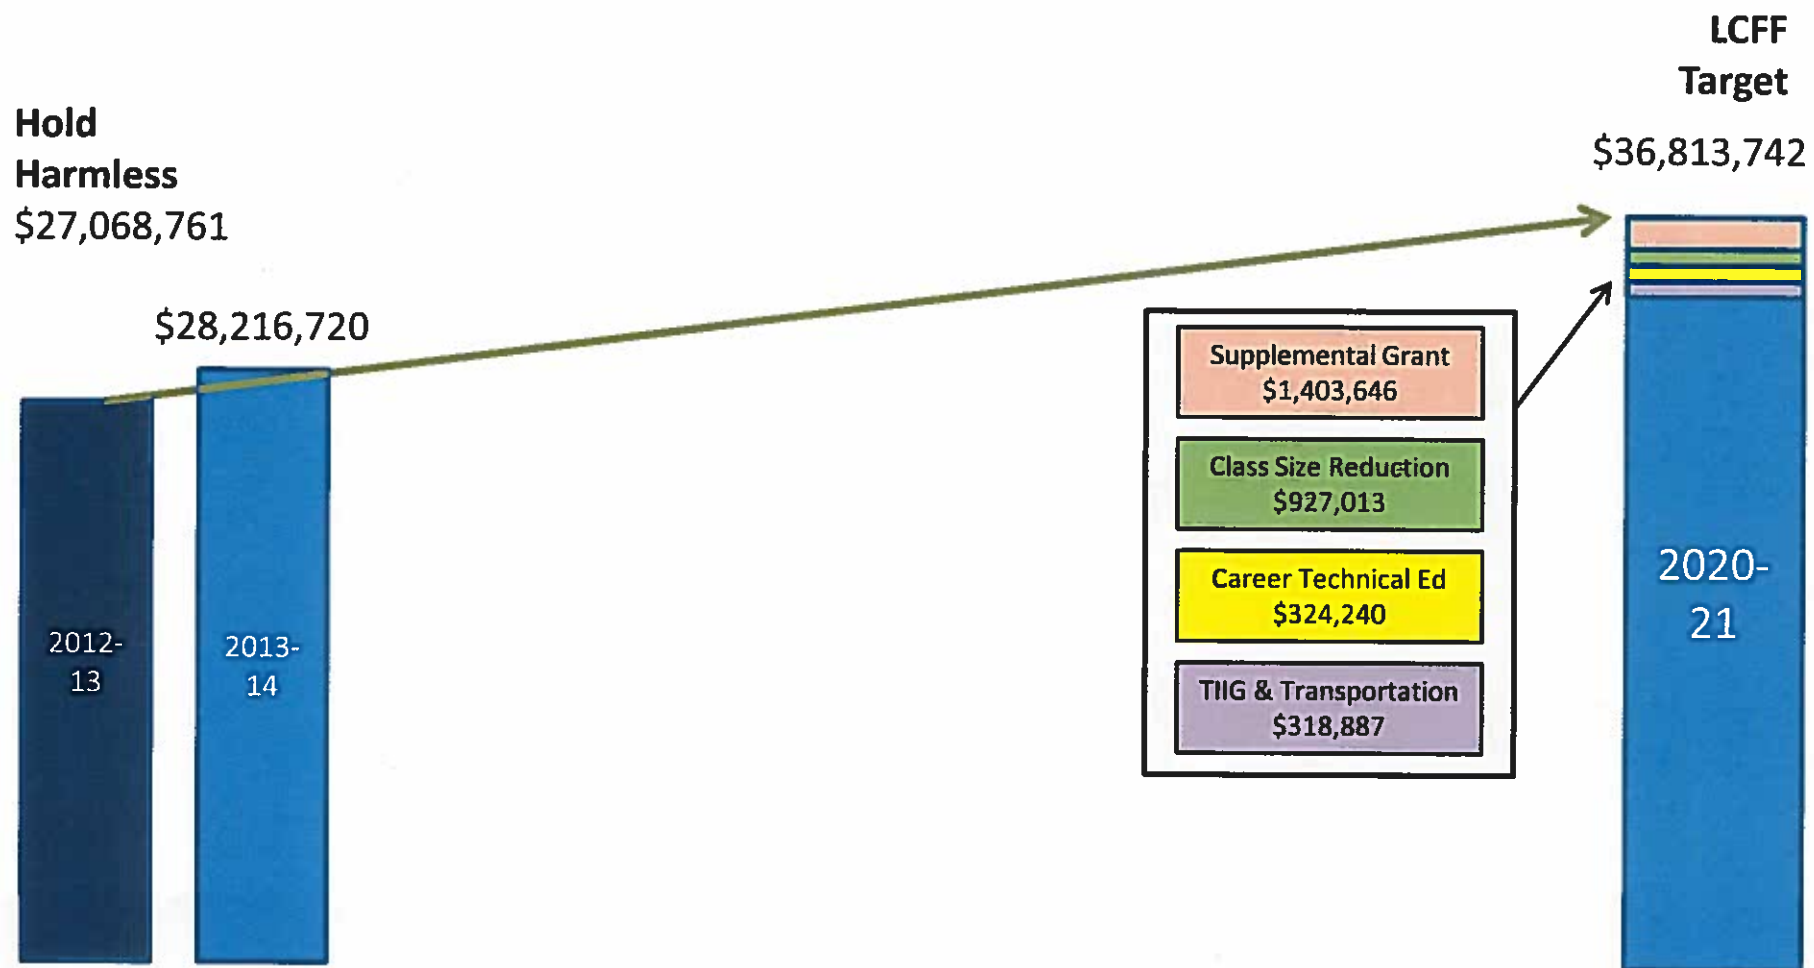 LCFF
Target
$36,813,742
Hold
Harmless
$27,068,761
$28,216,720
Supplemental Grant
$1,403,646
Class Size Reduction
$927,013
Career Technical Ed
$324,240
TIIG & Transportation
$318,887
2012-
13
2013-
14
2020-
21